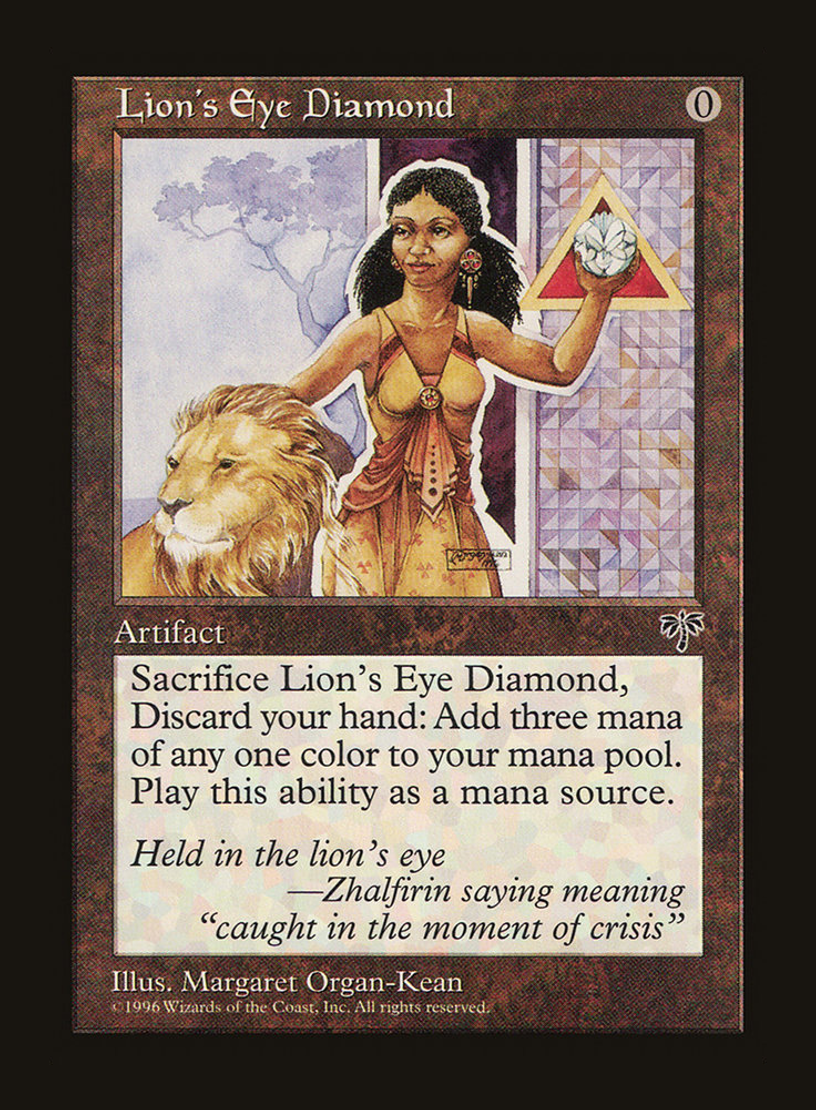 Lion's Eye Diamond 0
Artifact
Sacrifice Lion's Eye Diamond,
Discard your hand: Add three mana
of any one color to your mana pool.
Play this ability as a mana source.
Held in the lion's eye
—Zhalfirin saying meaning
“caught in the moment of crisis”
Illus. Margaret Organ-Kean
©1996 Wizards of the Coast, Inc. All rights reserved.